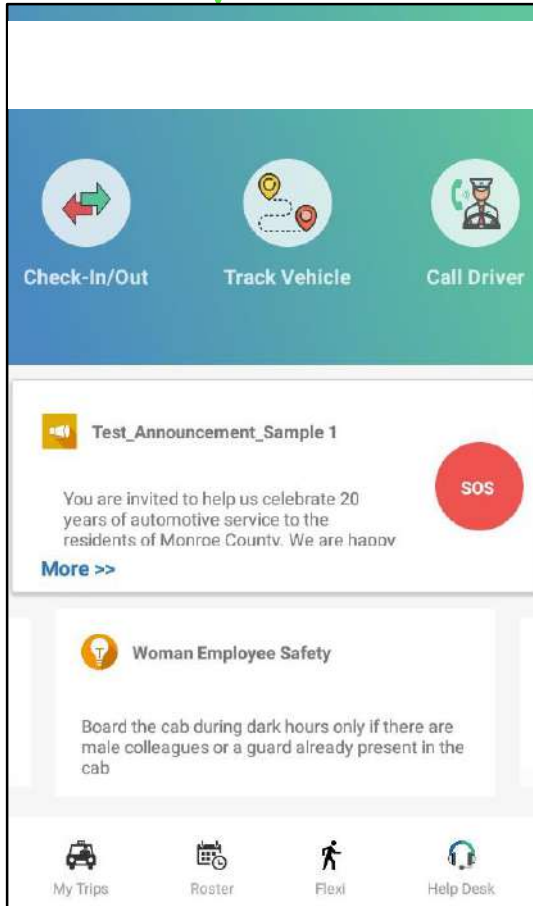 Check-In/Out
Track Vehicle
Call Driver
Test_Announcement_Sample 1
You are invited to help us celebrate 20
years of automotive service to the
residents of Monroe County. We are happy
More >>
SOS
Woman Employee Safety
Board the cab during dark hours only if there are
male colleagues or a guard already present in the
cab
My Trips
Roster
Flexi
Help Desk